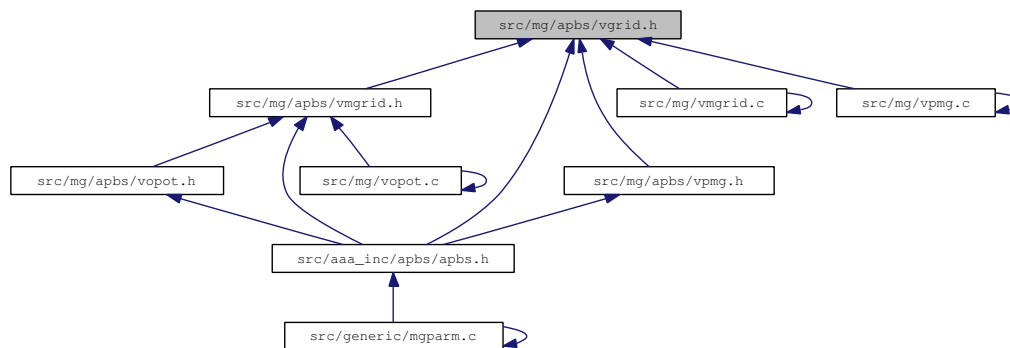 src/mg/apbs/vgrid.h
src/mg/apbs/vmgrid.h
src/mg/vmgrid.c
src/mg/vpmg.c
src/mg/apbs/vopot.h
src/mg/vopot.c
src/mg/apbs/vpmg.h
src/aaa_inc/apbs/apbs.h
src/generic/mgparm.c